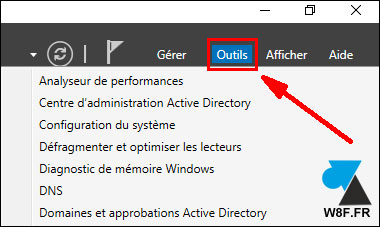 Gérer Outils Afficher Aide
Analyseur de performances
Centre d'administration Active Directory
Configuration du système
Défragmenter et optimiser les lecteurs
Diagnostic de mémoire Windows
DNS
Domaines et approbations Active Directory
W8F.FR